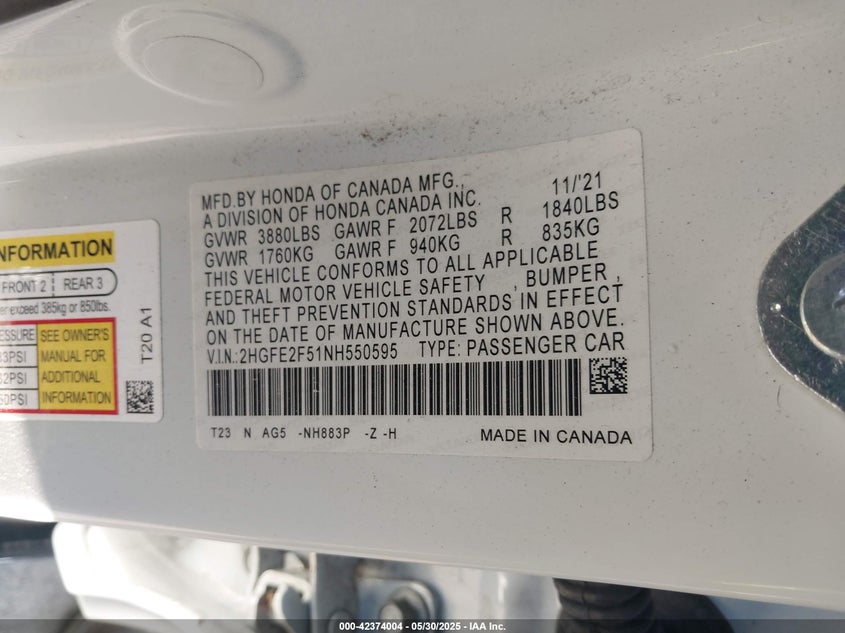 INFORMATION
FRONT 2 REAR 3
exceed 385kg or 850lbs.
SEE OWNER'S
MANUAL FOR
ADDITIONAL
INFORMATION
T20 A1
MFD.BY HONDA OF CANADA MFG., 11/'21
A DIVISION OF HONDA CANADA INC.
GVWR 3880LBS GAWR F 2072LBS R 1840LBS
GVWR 1760KG GAWR F 940KG R 835KG
THIS VEHICLE CONFORMS TO ALL APPLICABLE
FEDERAL MOTOR VEHICLE SAFETY , BUMPER ,
AND THEFT PREVENTION STANDARDS IN EFFECT
ON THE DATE OF MANUFACTURE SHOWN ABOVE.
V.I.N.:2HGFE2F51NH550595 TYPE: PASSENGER CAR
T23 N AG5 -NH883P -Z -H MADE IN CANADA
000-42374004 - 05/30/2025 - IAA Inc.